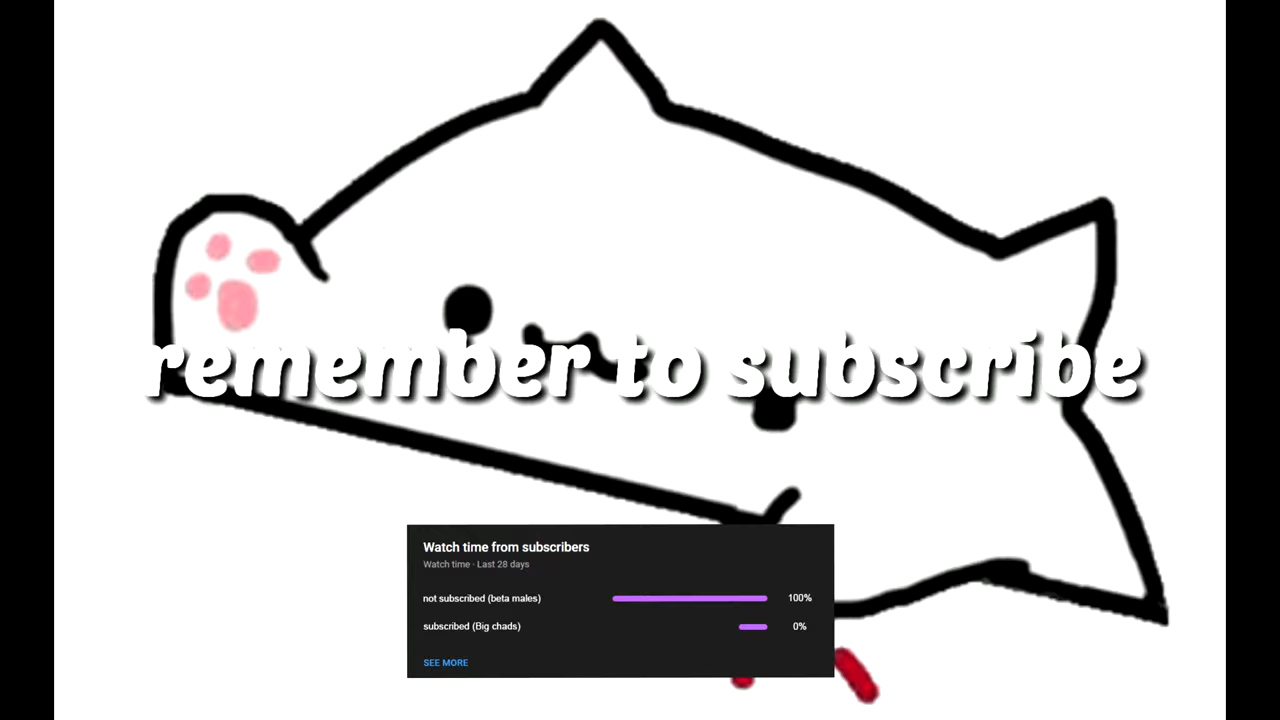 remember to subscribe
Watch time from subscribers
Watch time · Last 28 days
not subscribed (beta males) 100%
subscribed (Big chads) 0%
SEE MORE